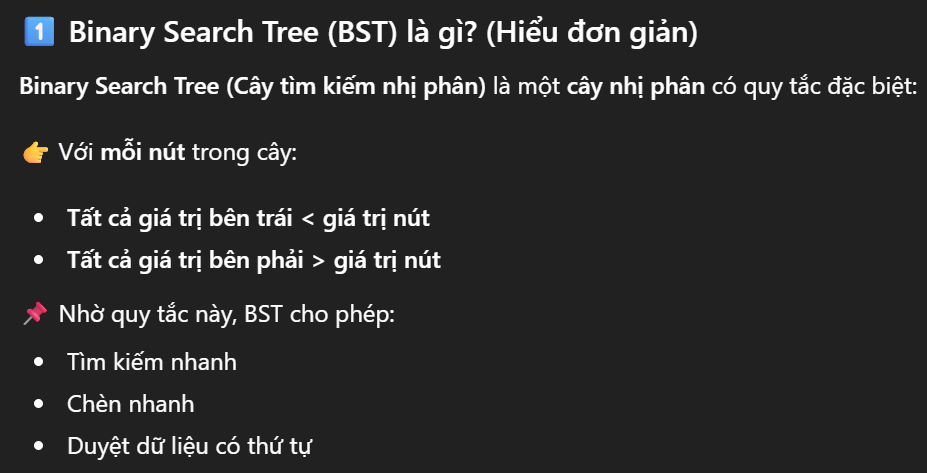 1 Binary Search Tree (BST) là gì? (Hiểu đơn giản)
Binary Search Tree (Cây tìm kiếm nhị phân) là một cây nhị phân có quy tắc đặc biệt:
👉 Với mỗi nút trong cây:
• Tất cả giá trị bên trái < giá trị nút
• Tất cả giá trị bên phải > giá trị nút
📌 Nhờ quy tắc này, BST cho phép:
• Tìm kiếm nhanh
• Chèn nhanh
• Duyệt dữ liệu có thứ tự